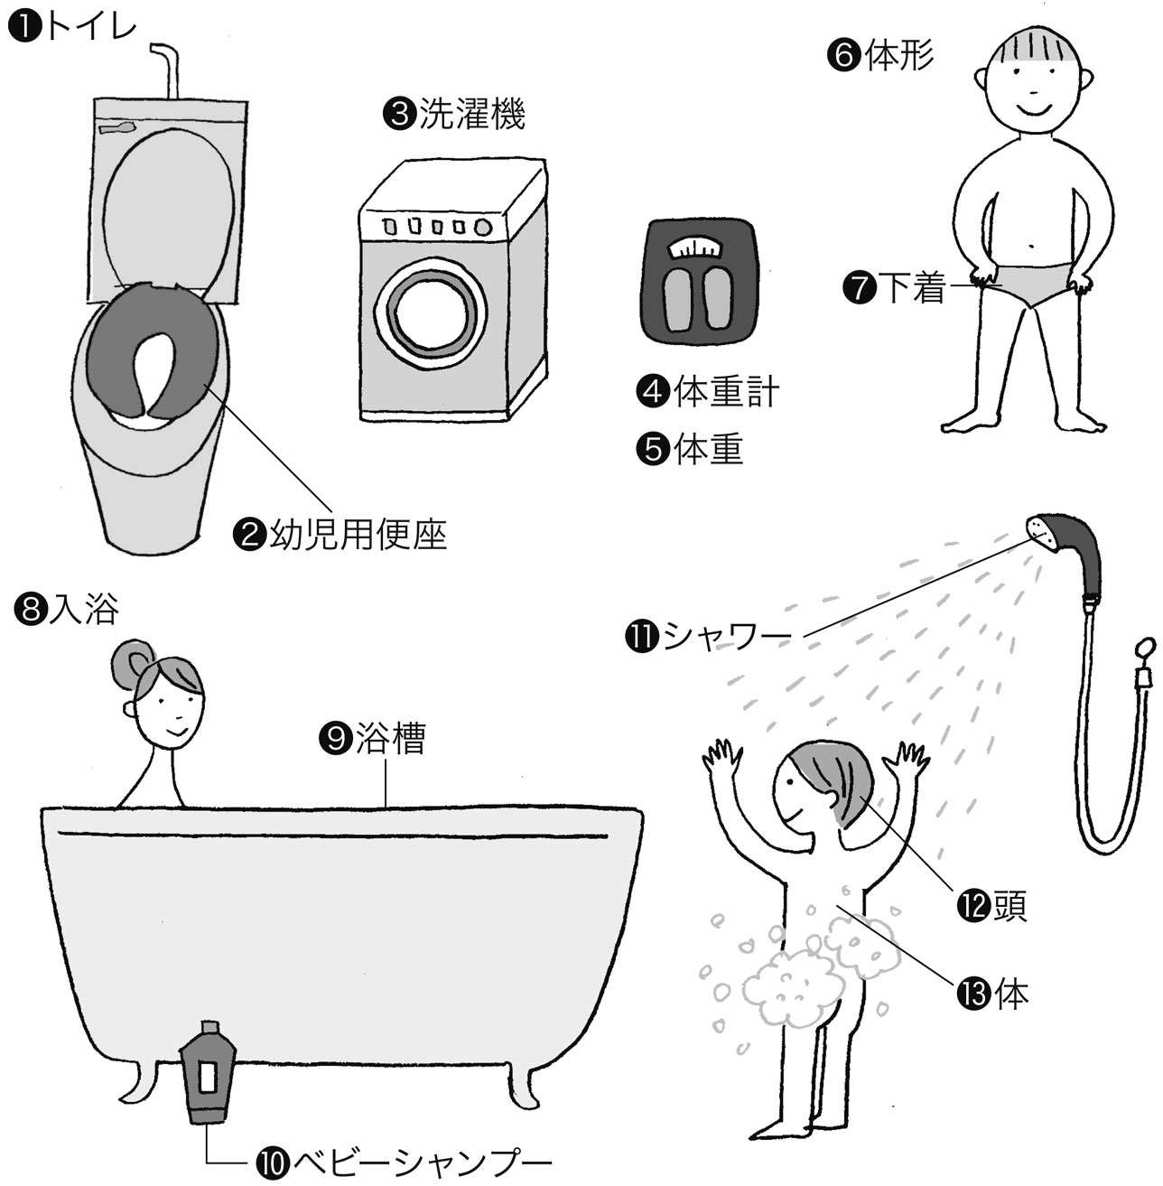 ❶トイレ
❷幼児用便座
❸洗濯機
❹体重計
❺体重
❻体形
❼下着
❽入浴
❾浴槽
❿ベビーシャンプー
⓫シャワー
⓬頭
⓭体